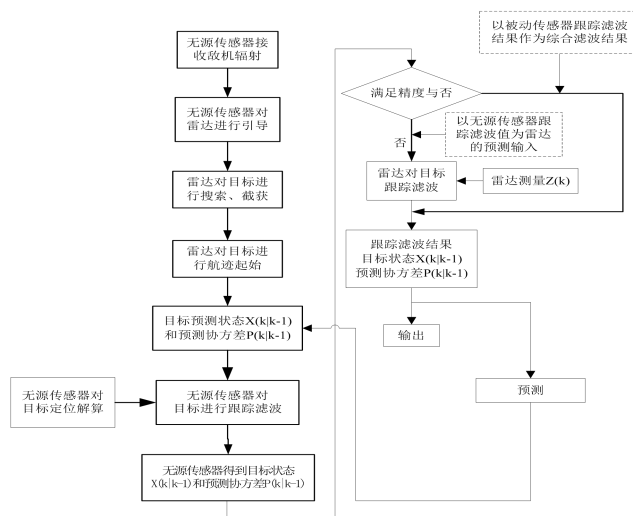 无源传感器接
收敌机辐射
无源传感器对
雷达进行引导
雷达对目标进
行搜索、截获
雷达对目标进
行航迹起始
目标预测状态X(k|k-1)
和预测协方差P(k|k-1)
无源传感器对
目标定位解算
无源传感器对
目标进行跟踪滤波
无源传感器得到目标状态
X(k|k-1)和预测协方差P(k|k-1)
以被动传感器跟踪滤波
结果作为综合滤波结果
满足精度与否
否
以无源传感器跟
踪滤波值为雷达
的预测输入
雷达对目标
跟踪滤波
雷达测量Z(k)
跟踪滤波结果
目标状态X(k|k-1)
预测协方差P(k|k-1)
输出
预测